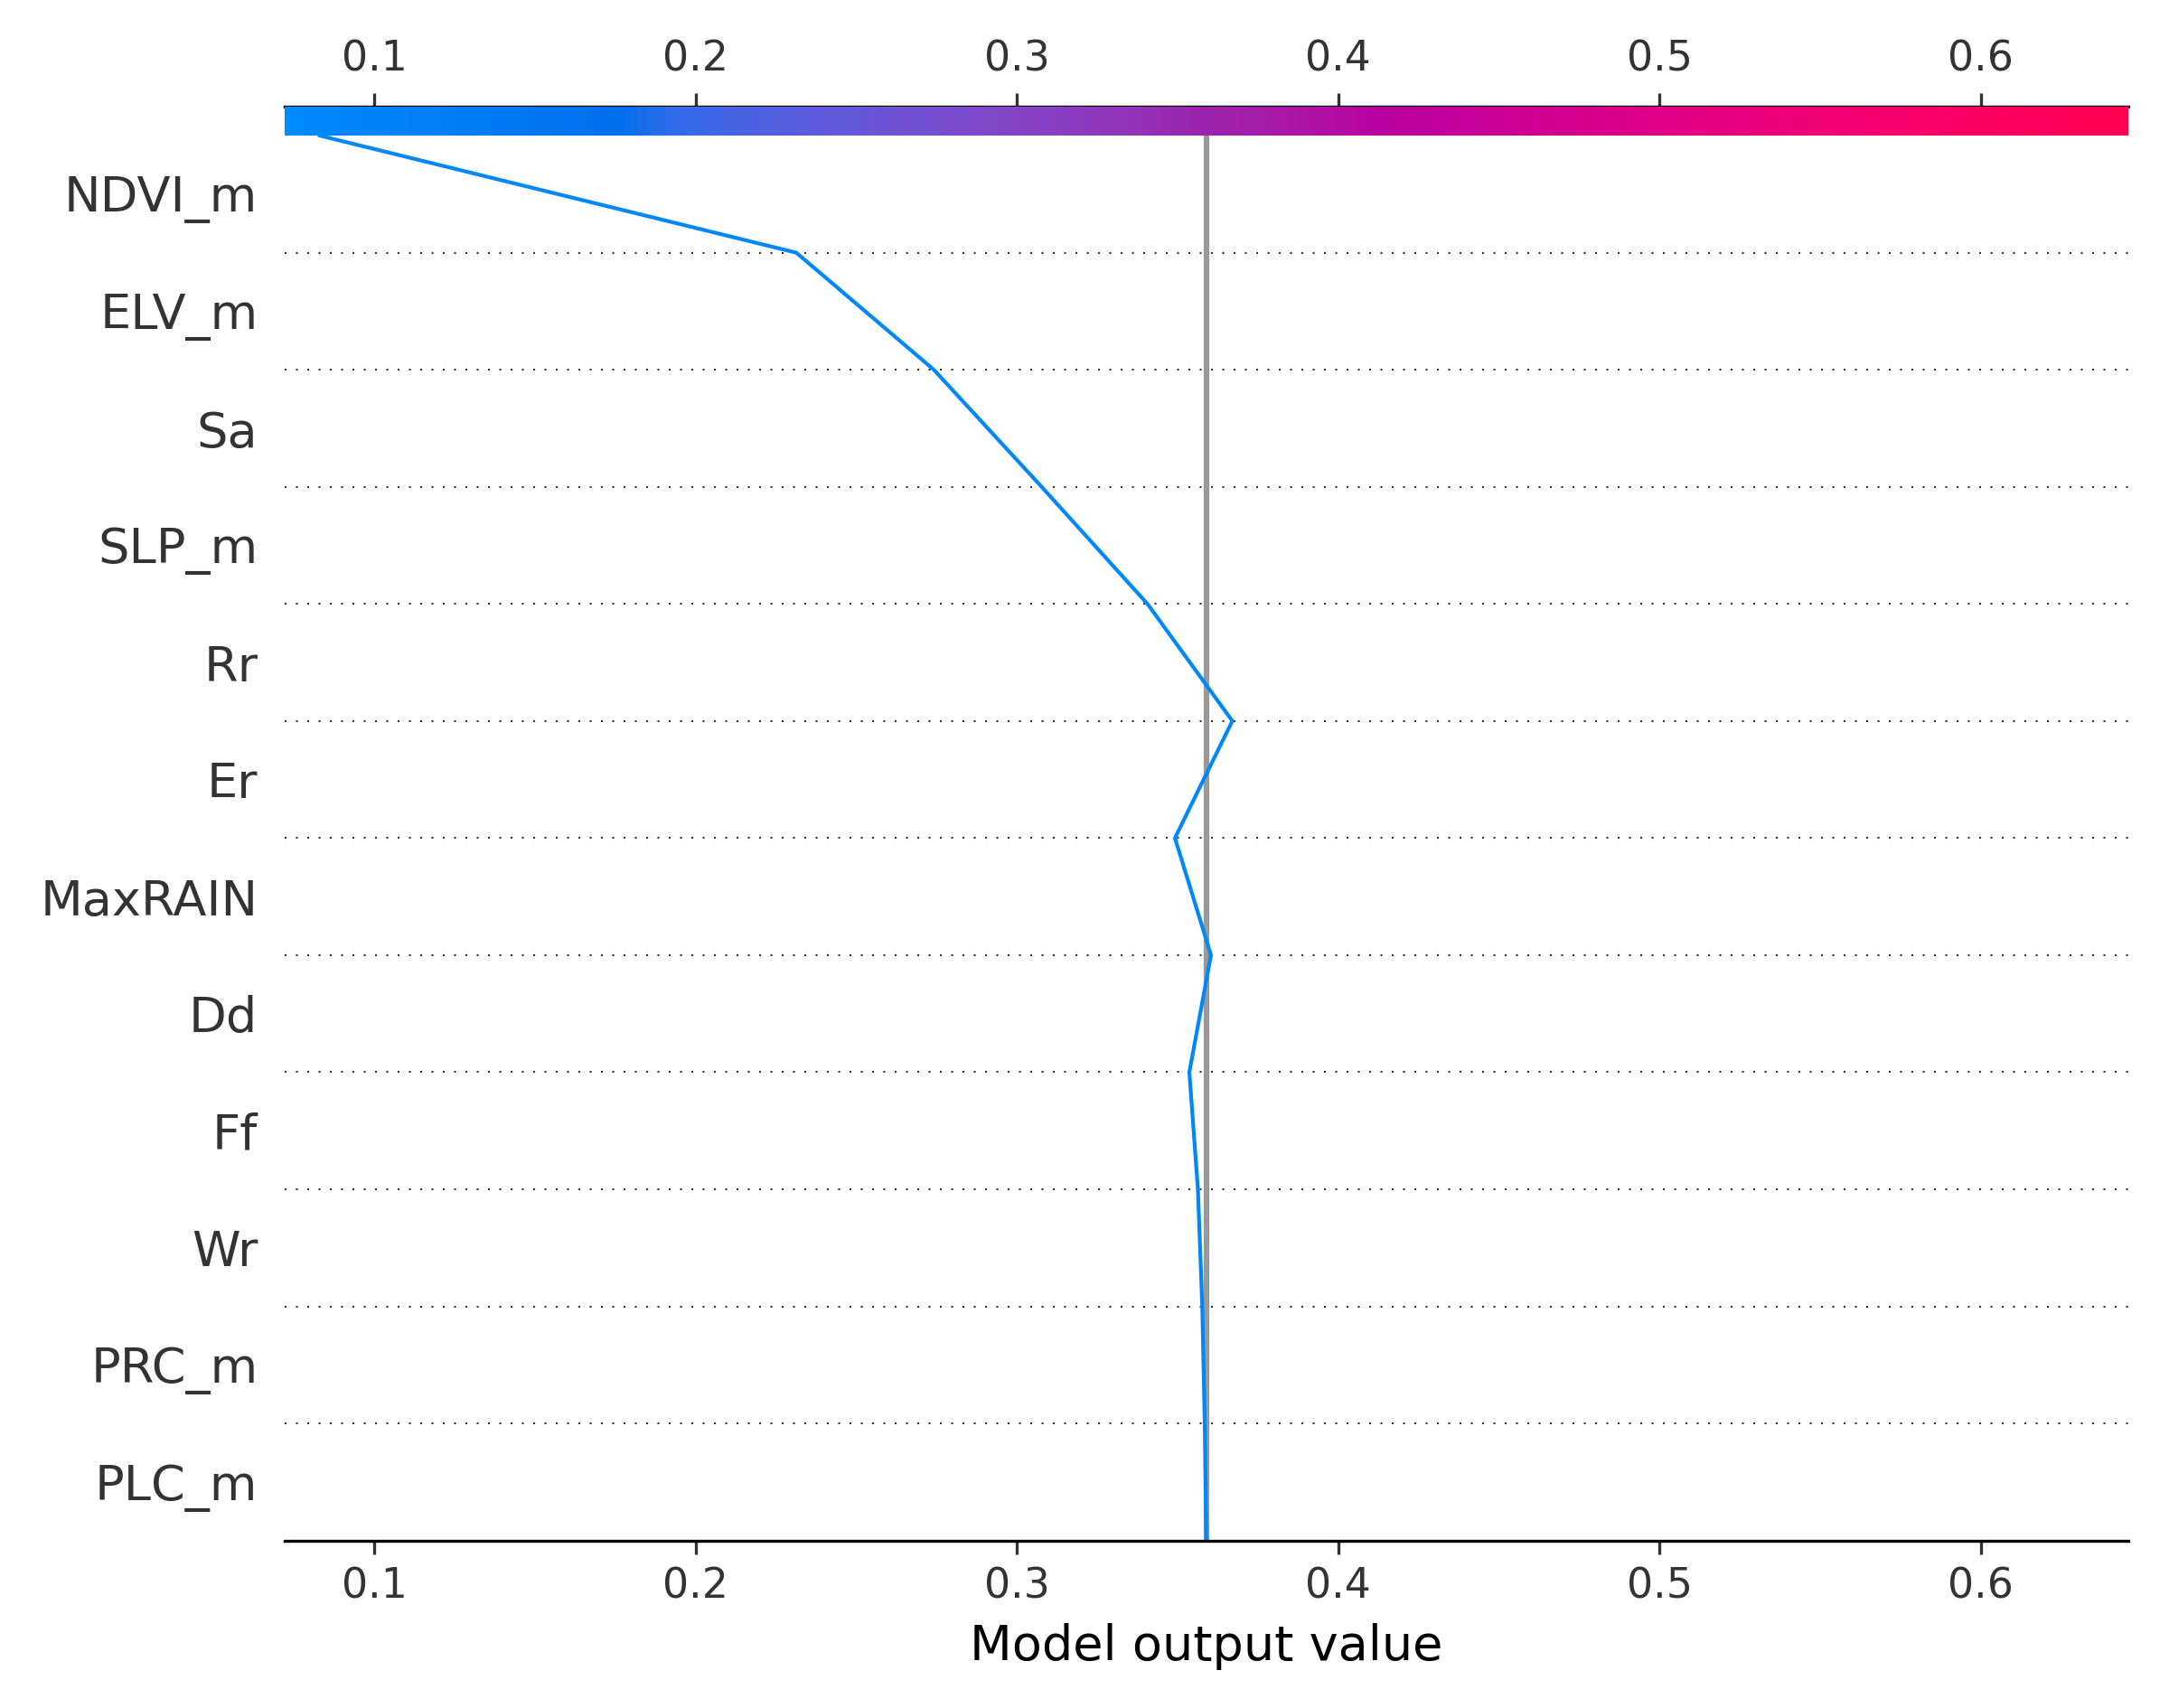 0.1 0.2 0.3 0.4 0.5 0.6
NDVI_m
ELV_m
Sa
SLP_m
Rr
Er
MaxRAIN
Dd
Ff
Wr
PRC_m
PLC_m
0.1 0.2 0.3 0.4 0.5 0.6
Model output value